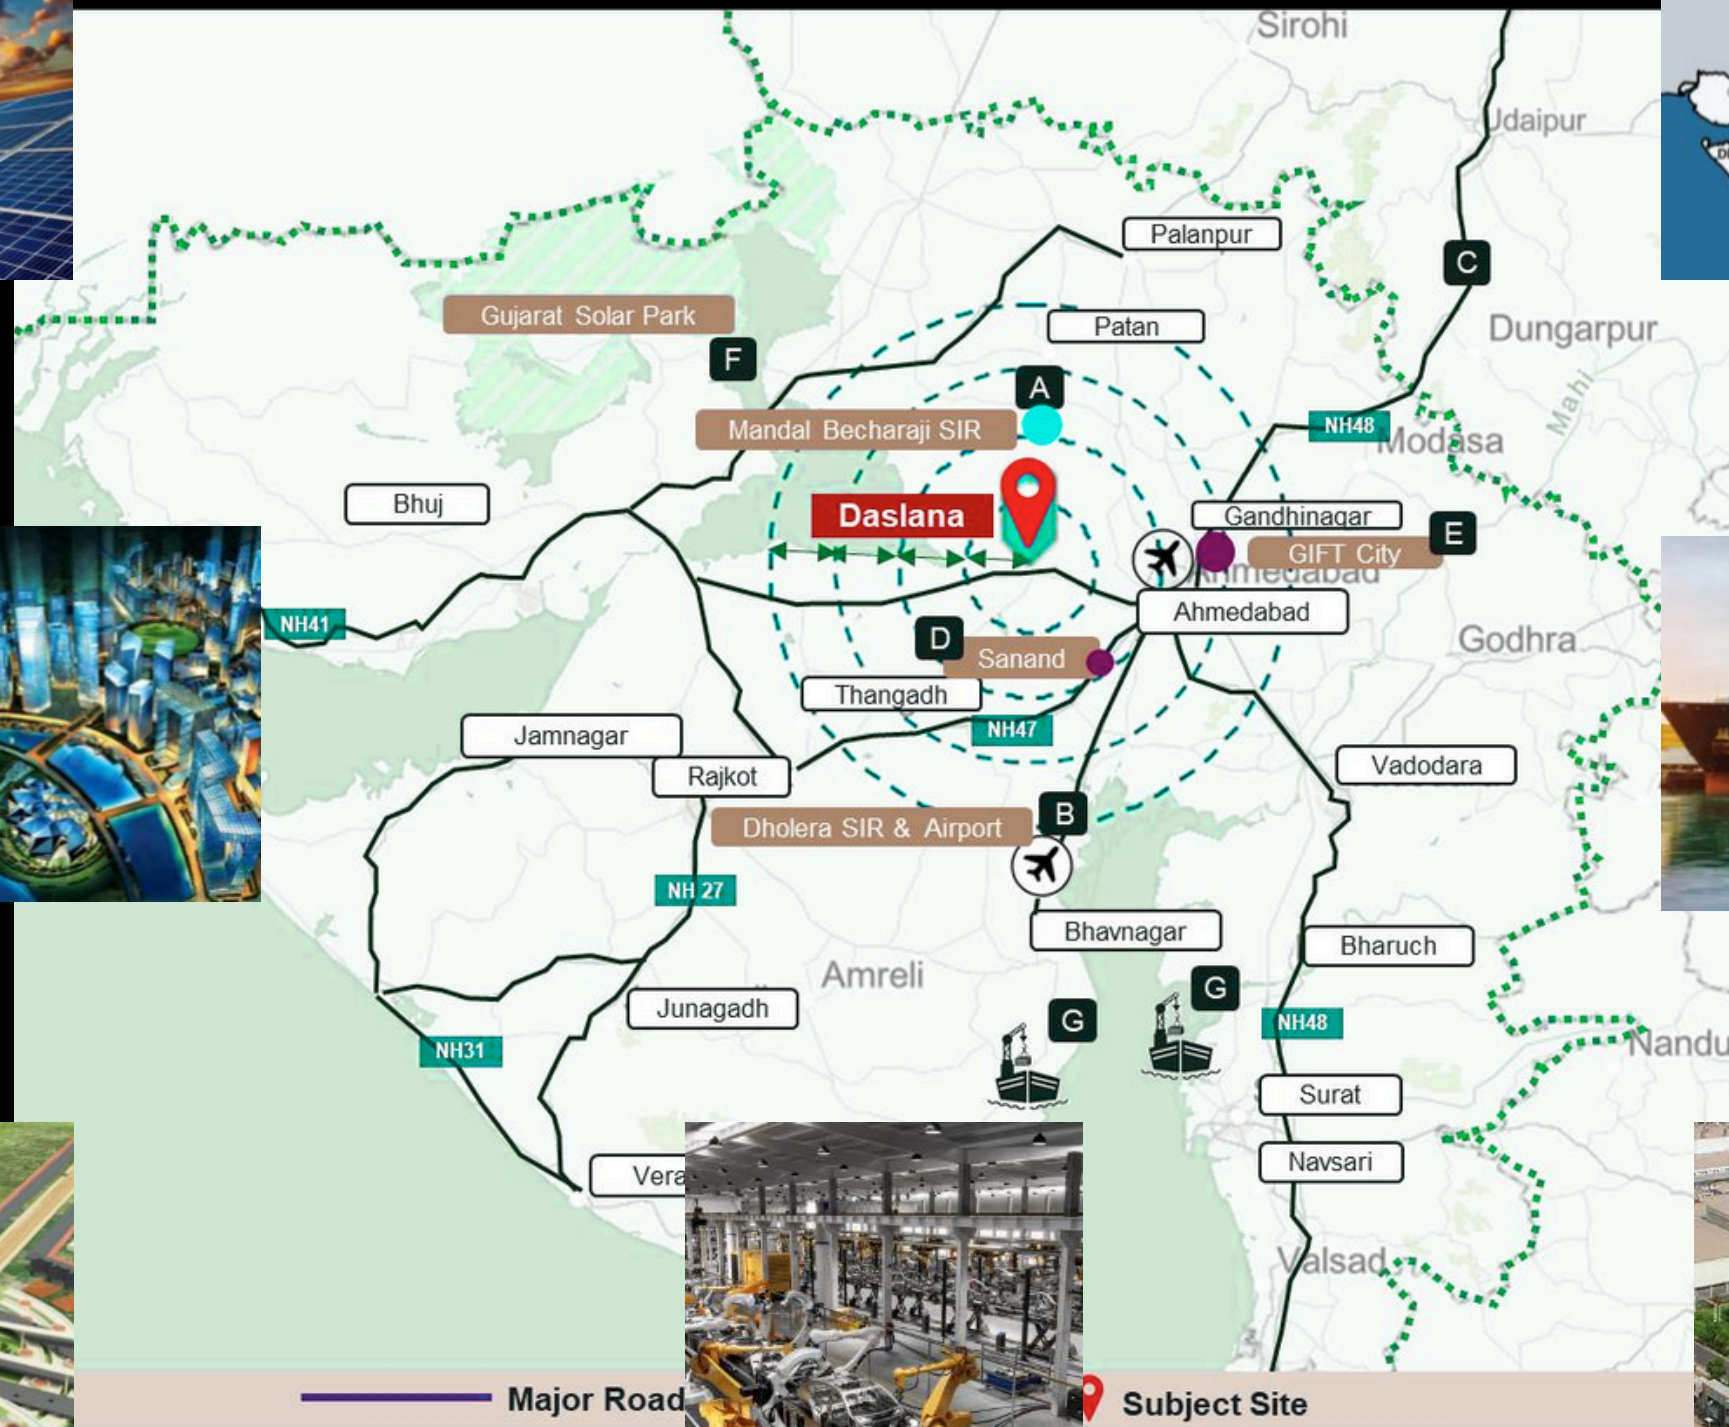 Sirohi
Udaipur
Palanpur
C
Gujarat Solar Park
Patan
Dungarpur
F
A
Mahi
Mandal Becharaji SIR
NH48
Modasa
Bhuj
Daslana
Gandhinagar
E
GIFT City
Ahmedabad
NH41
Ahmedabad
D
Sanand
Godhra
Thangadh
NH47
Jamnagar
Rajkot
Vadodara
B
Dholera SIR & Airport
NH 27
Bhavnagar
Bharuch
Amreli
G
Junagadh
G
NH48
NH31
Surat
Navsari
Valsad
Major Road
Subject Site